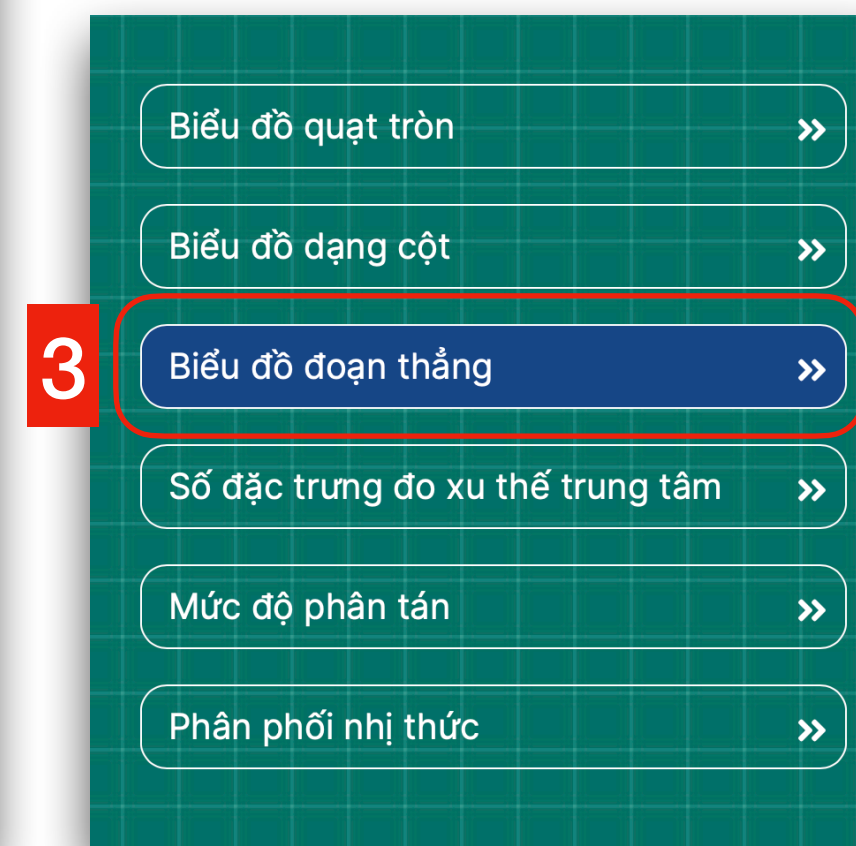 Biểu đồ quạt tròn
Biểu đồ dạng cột
3
Biểu đồ đoạn thẳng
Số đặc trưng đo xu thế trung tâm
Mức độ phân tán
Phân phối nhị thức